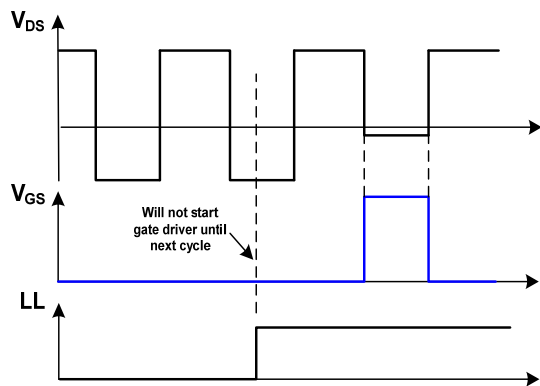 VDS
VGS
Will not start
gate driver until
next cycle
LL